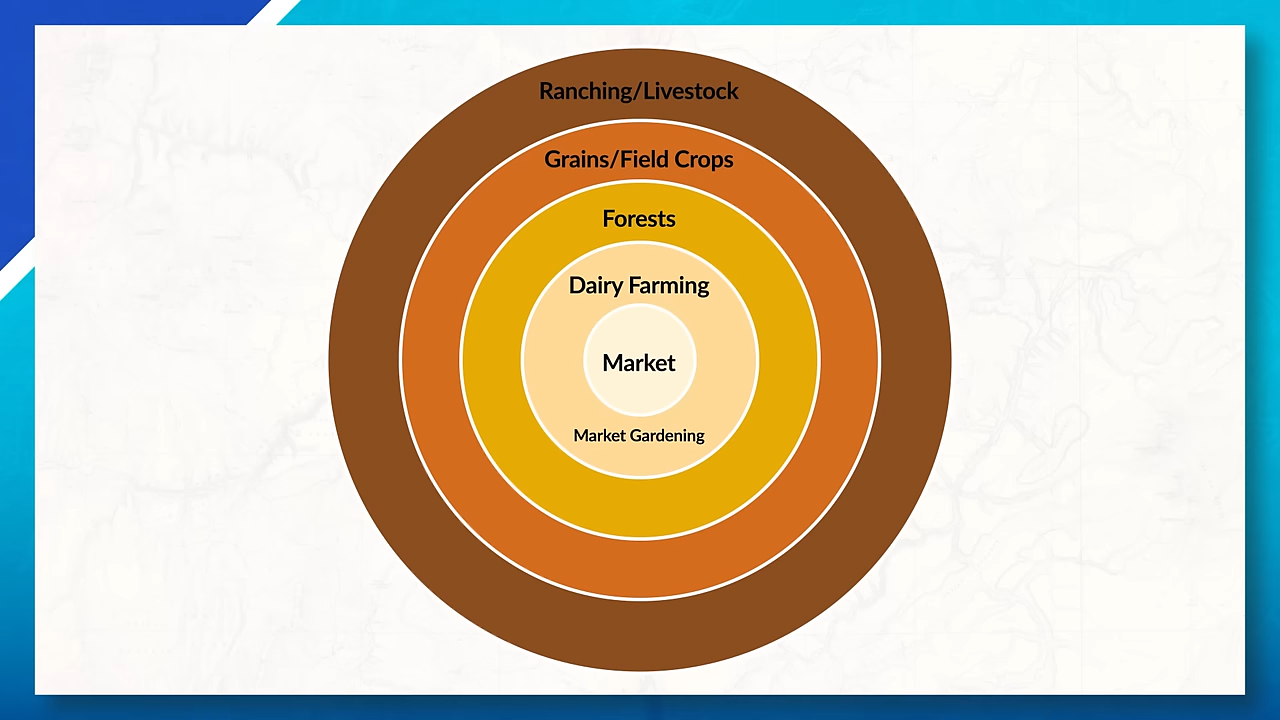 Ranching/Livestock
Grains/Field Crops
Forests
Dairy Farming
Market
Market Gardening